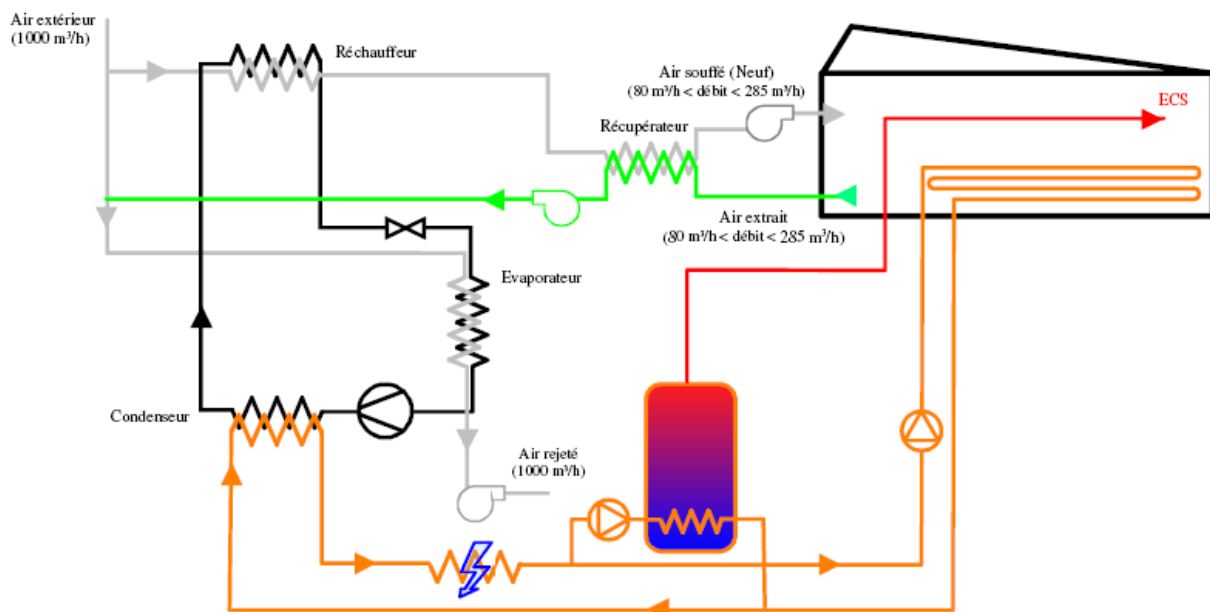 Air extérieur
(1000 m³/h)
Réchauffeur
Air souffé (Neuf)
(80 m³/h < débit < 285 m³/h)
ECS
Récupérateur
Air extrait
(80 m³/h < débit < 285 m³/h)
Evaporateur
Condenseur
Air rejeté
(1000 m³/h)